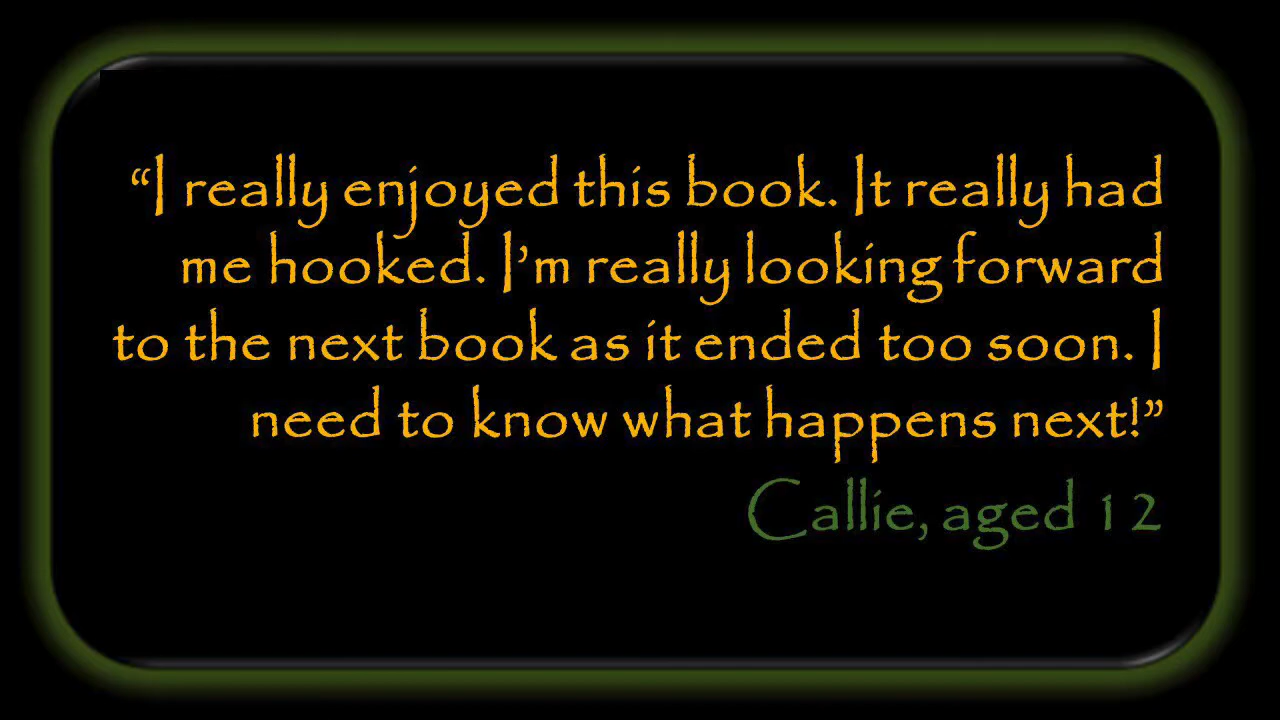 “I really enjoyed this book. It really had
me hooked. I’m really looking forward
to the next book as it ended too soon. I
need to know what happens next!”
Callie, aged 12